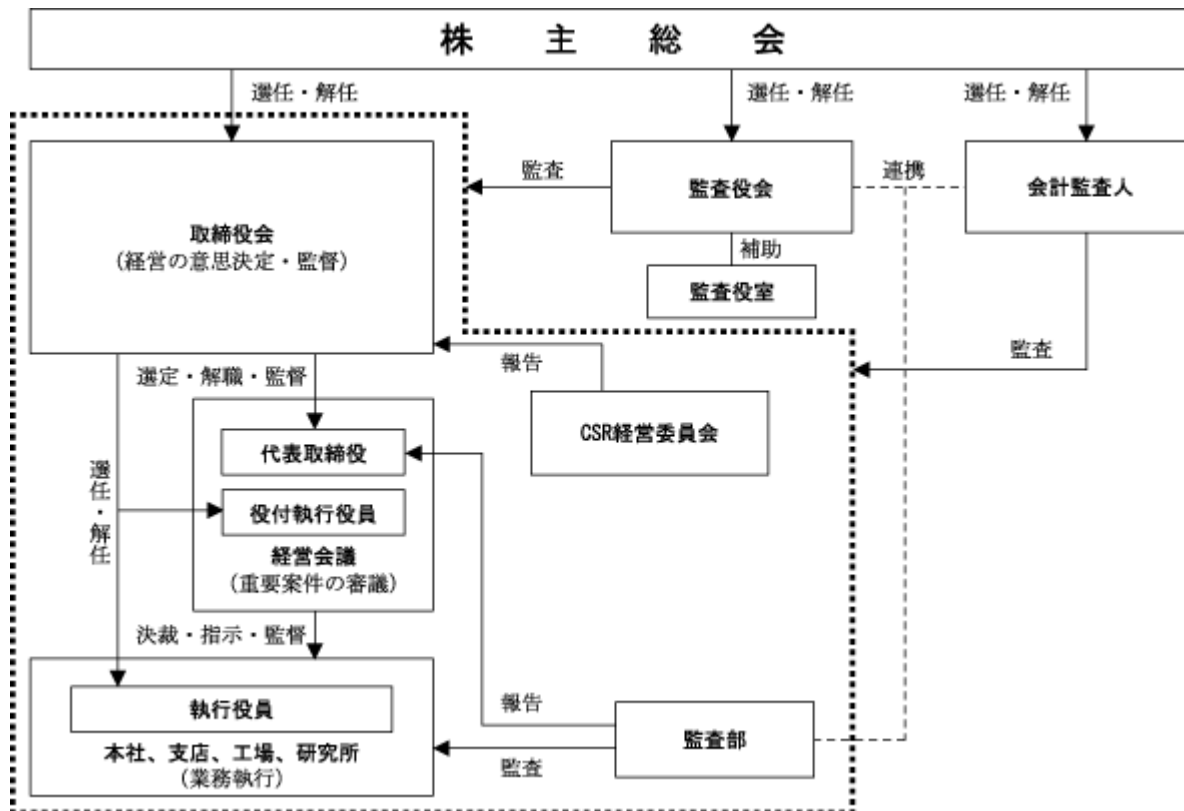 株主総会
選任・解任
選任・解任
選任・解任
監査
監査役会
連携
会計監査人
取締役会
(経営の意思決定・監督)
補助
監査役室
報告
監査
選定・解職・監督
CSR経営委員会
代表取締役
選任・解任
役付執行役員
経営会議
(重要案件の審議)
決裁・指示・監督
執行役員
報告
監査部
本社、支店、工場、研究所
(業務執行)
監査